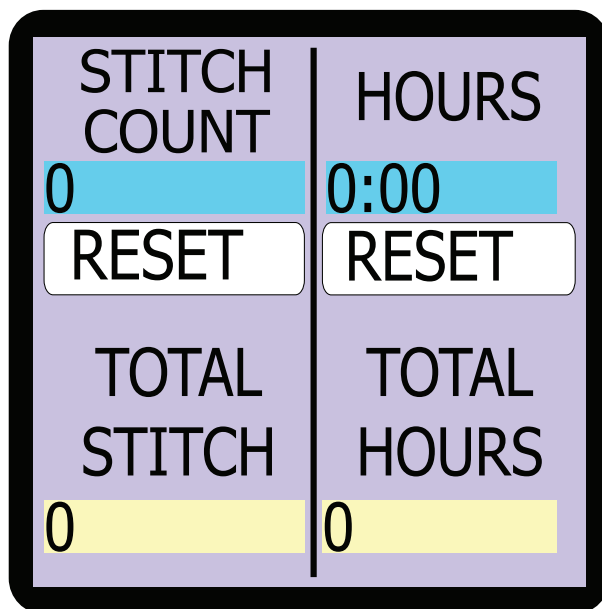 STITCH
COUNT
0
RESET
TOTAL
STITCH
0
HOURS
0:00
RESET
TOTAL
HOURS
0